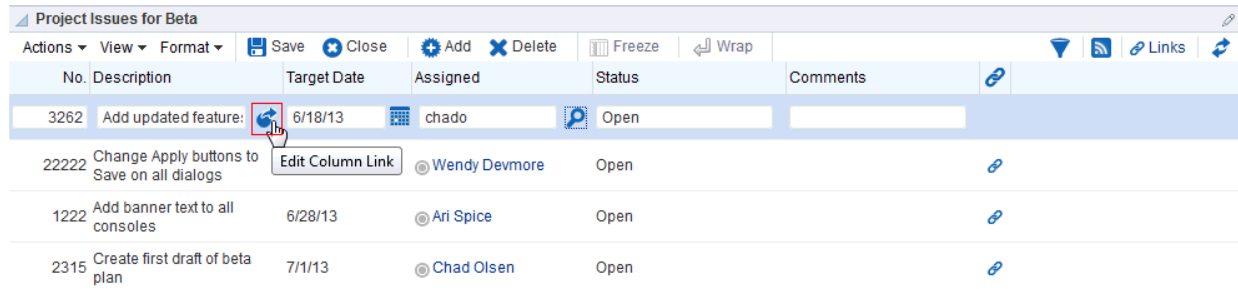 Project Issues for Beta
Actions View Format Save Close Add Delete Freeze Wrap Links
No. Description Target Date Assigned Status Comments
3262 Add updated feature 6/18/13 chado Open
Edit Column Link
22222 Change Apply buttons to Save on all dialogs Wendy Devmore Open
1222 Add banner text to all consoles 6/28/13 Ari Spice Open
2315 Create first draft of beta plan 7/1/13 Chad Olsen Open